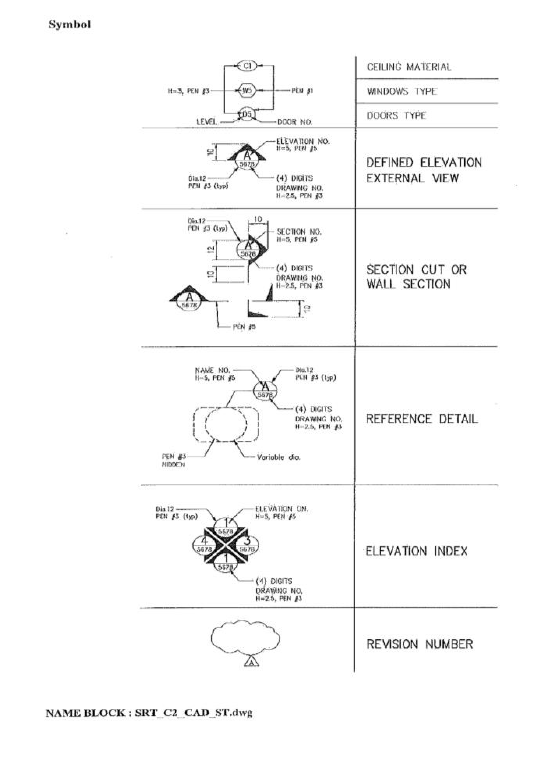 Symbol
C1
CEILING MATERIAL
H=3, PEN #3
W5
PEN #1
WINDOWS TYPE
D5
LEVEL
DOOR NO.
DOORS TYPE
ELEVATION NO.
H=5, PEN #5
10
A
5678
DEFINED ELEVATION
EXTERNAL VIEW
Dia.12
PEN #3 (typ)
(4) DIGITS
DRAWING NO.
H=2.5, PEN #3
Dia.12
PEN #3 (typ)
10
SECTION NO.
H=5, PEN #5
12
A
5678
10
(4) DIGITS
DRAWING NO.
H=2.5, PEN #3
SECTION CUT OR
WALL SECTION
A
5678
PEN #5
NAME NO.
H=5, PEN #5
Dia.12
PEN #3 (typ)
A
5678
(4) DIGITS
DRAWING NO.
H=2.5, PEN #3
REFERENCE DETAIL
PEN #3
HIDDEN
Variable dia.
Dia.12
PEN #3 (typ)
ELEVATION ON.
H=5, PEN #5
1
5678
4
5678
3
5678
1
5678
ELEVATION INDEX
(4) DIGITS
DRAWING NO.
H=2.5, PEN #3
REVISION NUMBER
A
NAME BLOCK : SRT_C2_CAD_ST.dwg